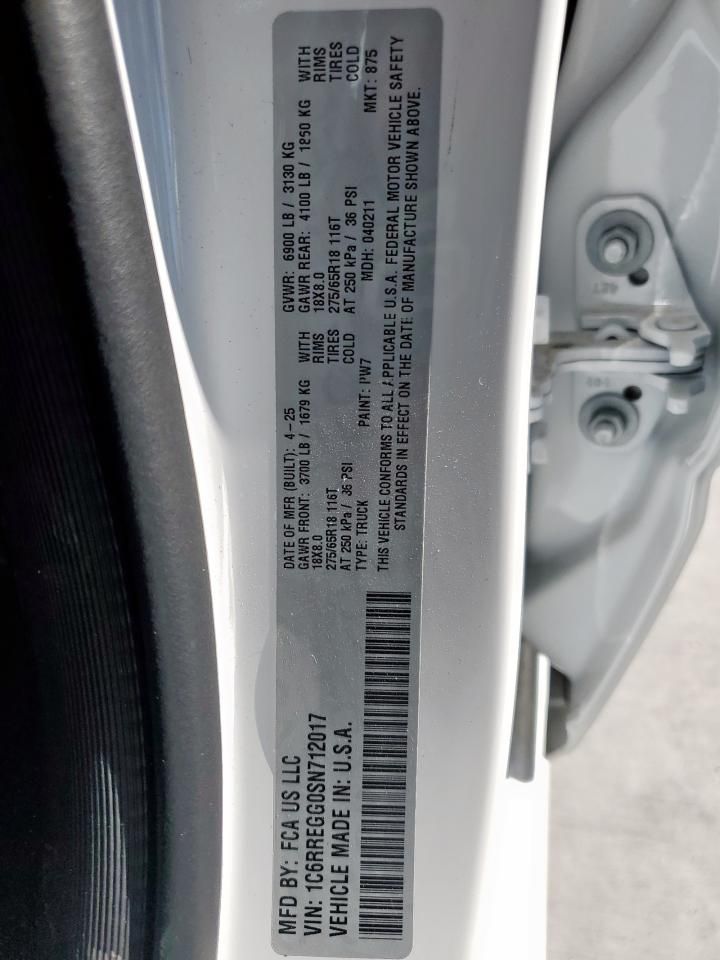 MFD BY: FCA US LLC
VIN: 1C6RREGG0SN712017
VEHICLE MADE IN: U.S.A.
DATE OF MFR (BUILT): 4-25 GVWR: 6900 LB / 3130 KG
GAWR FRONT: 3700 LB / 1679 KG WITH GAWR REAR: 4100 LB / 1850 KG WITH
18X8.0 RIMS 18X8.0 RIMS
275/65R18 116T TIRES 275/65R18 116T TIRES
AT 250 kPa / 36 PSI COLD AT 250 kPa / 36 PSI COLD
TYPE: TRUCK PAINT: PW7 MDH: 040211 MKT: 875
THIS VEHICLE CONFORMS TO ALL APPLICABLE U.S.A. FEDERAL MOTOR VEHICLE SAFETY
STANDARDS IN EFFECT ON THE DATE OF MANUFACTURE SHOWN ABOVE.